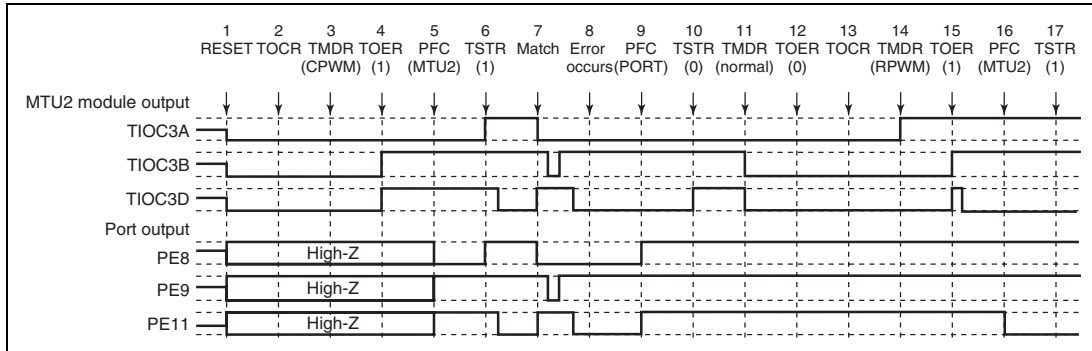 1 2 3 4 5 6 7 8 9 10 11 12 13 14 15 16 17
RESET TOCR TMDR TOER PFC TSTR Match Error PFC TSTR TMDR TOER TOCR TMDR TOER PFC TSTR
(CPWM) (1) (MTU2) (1) occurs (PORT) (0) (normal) (0) (RPWM) (1) (MTU2) (1)
MTU2 module output
TIOC3A
TIOC3B
TIOC3D
Port output
PE8 High-Z
PE9 High-Z
PE11 High-Z